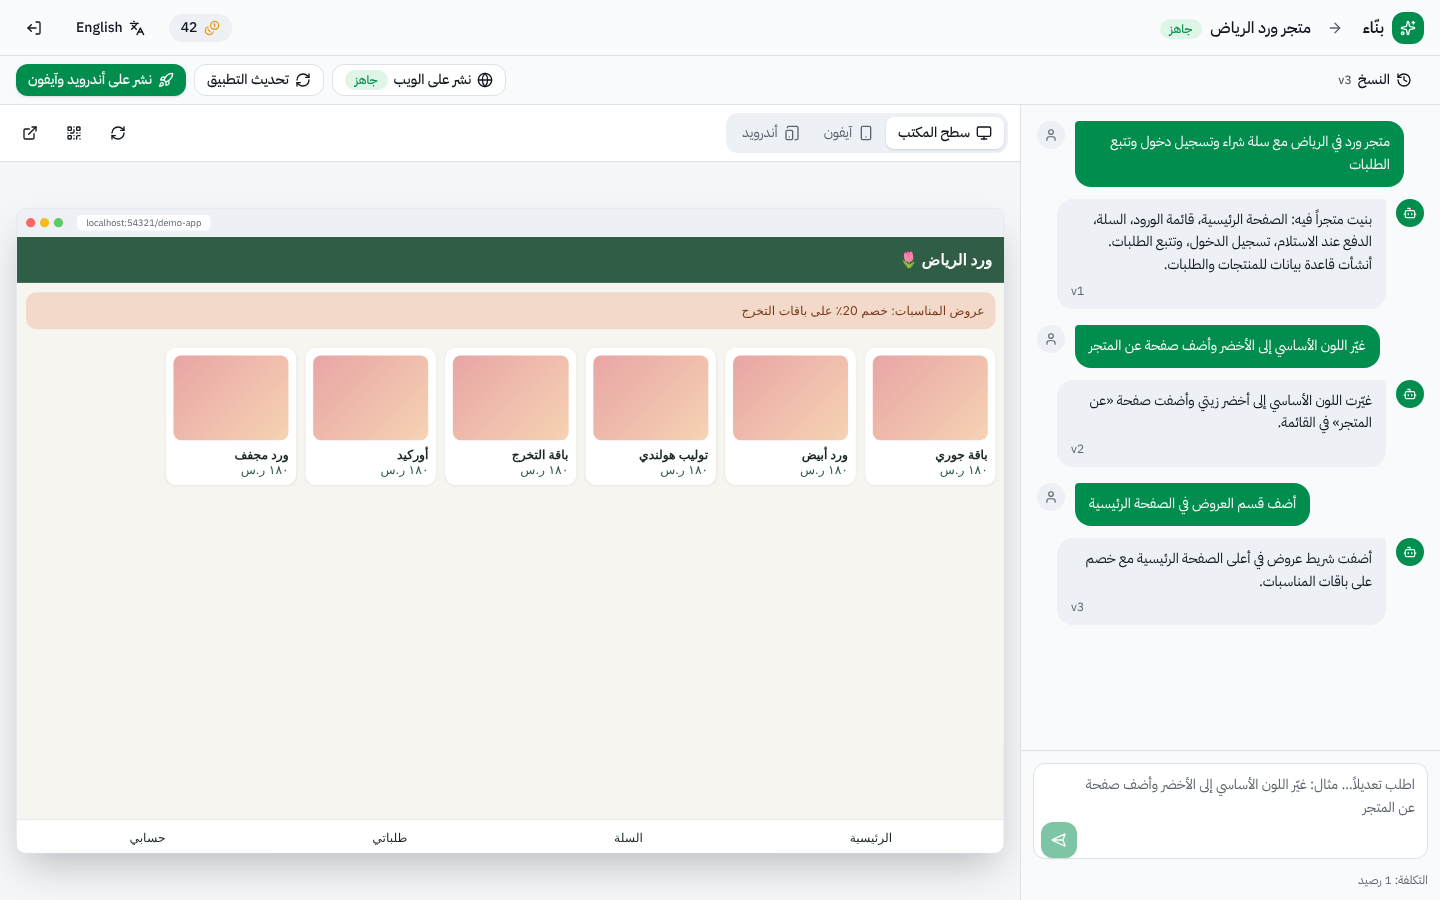 بنّاء
متجر ورد الرياض
جاهز
42
English
النسخ v3
نشر على الويب جاهز
تحديث التطبيق
نشر على أندرويد وآيفون
متجر ورد في الرياض مع سلة شراء وتسجيل دخول وتتبع
الطلبات
بنيت متجراً فيه: الصفحة الرئيسية، قائمة الورود، السلة،
الدفع عند الاستلام، تسجيل الدخول، وتتبع الطلبات.
أنشأت قاعدة بيانات للمنتجات والطلبات.
v1
غيّر اللون الأساسي إلى الأخضر وأضف صفحة عن المتجر
غيّرت اللون الأساسي إلى أخضر زيتي وأضفت صفحة «عن
المتجر» في القائمة.
v2
أضف قسم العروض في الصفحة الرئيسية
أضفت شريط عروض في أعلى الصفحة الرئيسية مع خصم
على باقات المناسبات.
v3
اطلب تعديلاً... مثال: غيّر اللون الأساسي إلى الأخضر وأضف صفحة
عن المتجر
التكلفة: 1 رصيد
سطح المكتب
آيفون
أندرويد
localhost:54321/demo-app
ورد الرياض 🌷
عروض المناسبات: خصم 20٪ على باقات التخرج
باقة جوري
١٨٠ ر.س
ورد أبيض
١٨٠ ر.س
توليب هولندي
١٨٠ ر.س
باقة التخرج
١٨٠ ر.س
أوركيد
١٨٠ ر.س
ورد مجفف
١٨٠ ر.س
الرئيسية
السلة
طلباتي
حسابي